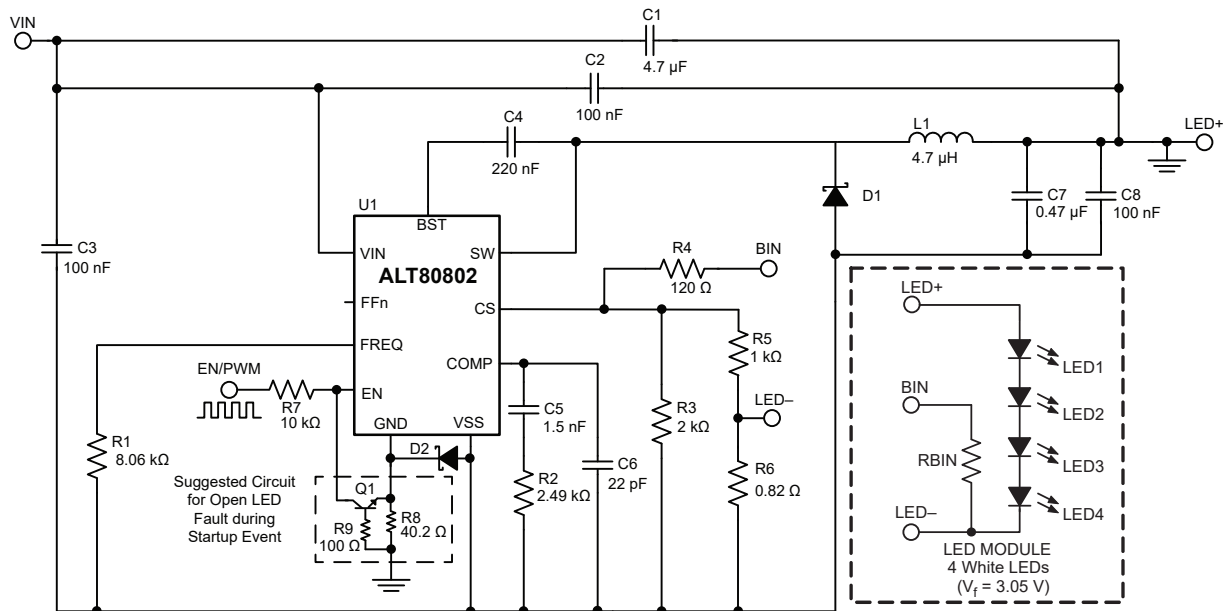 VIN
C1
4.7 µF
C2
100 nF
C4
220 nF
L1
4.7 µH
LED+
U1
BST
D1
C7
0.47 µF
C8
100 nF
C3
100 nF
VIN
SW
ALT80802
R4
120 Ω
BIN
FFn
CS
FREQ
COMP
R5
1 kΩ
EN/PWM
R7
10 kΩ
EN
GND
VSS
C5
1.5 nF
R3
2 kΩ
LED–
R1
8.06 kΩ
D2
C6
22 pF
R2
2.49 kΩ
R6
0.82 Ω
Suggested Circuit
for Open LED
Fault during
Startup Event
Q1
R9
100 Ω
R8
40.2 Ω
LED+
LED1
BIN
LED2
RBIN
LED3
LED–
LED4
LED MODULE
4 White LEDs
(Vf = 3.05 V)